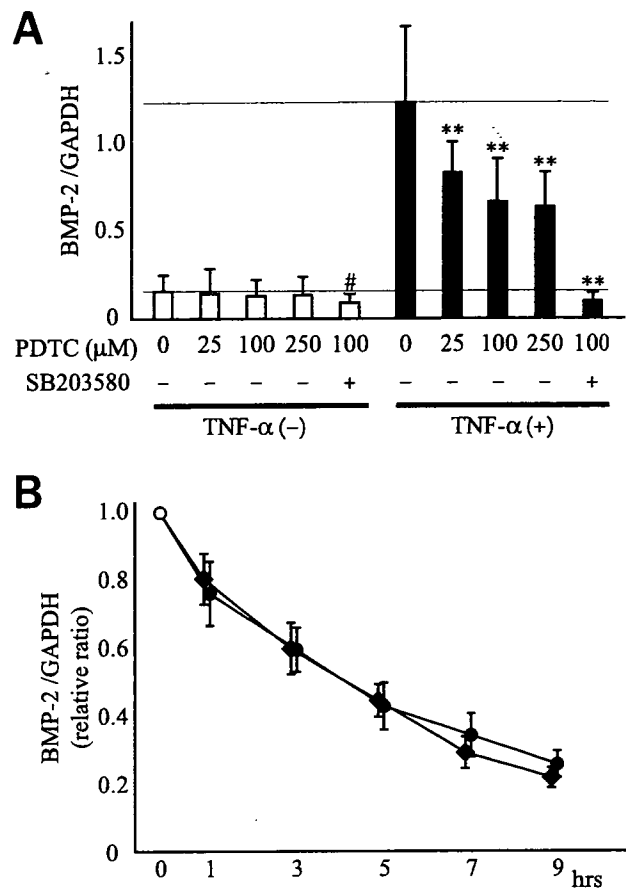 A
BMP-2 /GAPDH
1.5
1.0
0.5
0
#
** ** ** **
PDTC (μM) 0 25 100 250 100 0 25 100 250 100
SB203580 – – – – + – – – – +
TNF-α (–) TNF-α (+)
B
BMP-2 /GAPDH
(relative ratio)
1.0
0.8
0.6
0.4
0.2
0
0 1 3 5 7 9 hrs